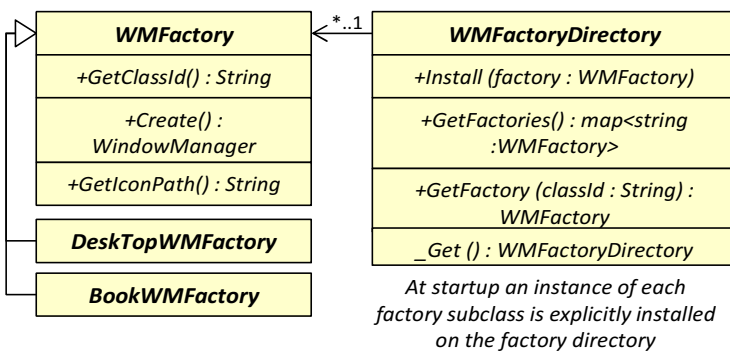 WMFactory
+GetClassId() : String
+Create() :
WindowManager
+GetIconPath() : String
DeskTopWMFactory
BookWMFactory
*..1
WMFactoryDirectory
+Install (factory : WMFactory)
+GetFactories() : map<string
:WMFactory>
+GetFactory (classId : String) :
WMFactory
_Get () : WMFactoryDirectory
At startup an instance of each
factory subclass is explicitly installed
on the factory directory